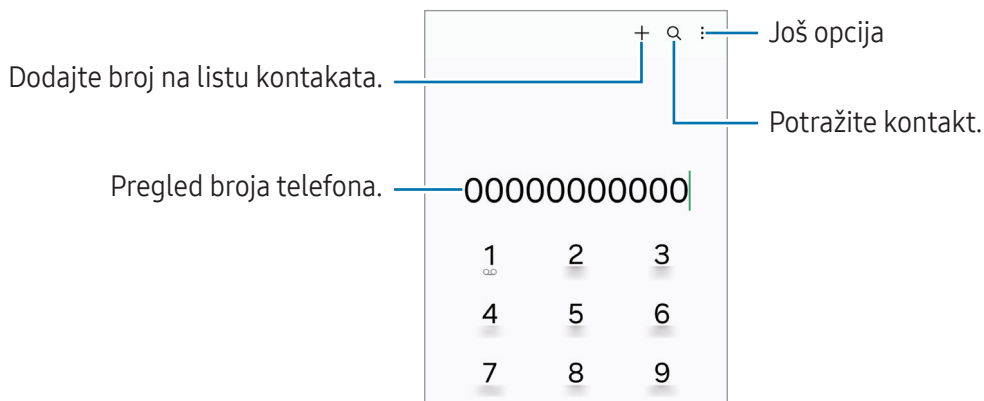 Još opcija
Dodajte broj na listu kontakata.
Potražite kontakt.
Pregled broja telefona.
00000000000
1 2 3
4 5 6
7 8 9